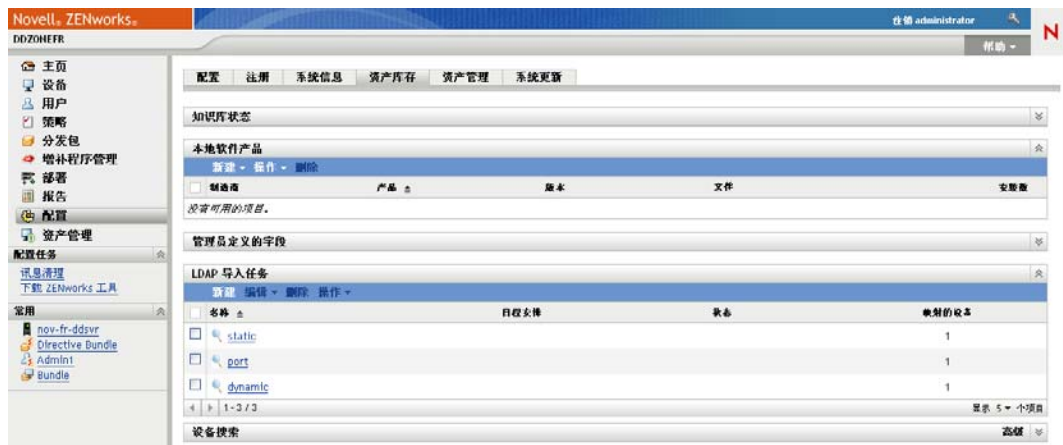 Novell® ZENworks®
注销 administrator
N
DDZONEFR
帮助
主页
设备
用户
策略
分发包
增补程序管理
部署
报告
配置
资产管理
配置任务
讯息清理
下载 ZENworks 工具
常用
nov-fr-ddsvr
Directive Bundle
Admin1
Bundle
配置 注册 系统信息 资产库存 资产管理 系统更新
知识库状态
本地软件产品
新建 操作 删除
制造商 产品 版本 文件 安装数
没有可用的项目。
管理员定义的字段
LDAP 导入任务
新建 编辑 删除 操作
名称 日程安排 状态 映射的设备
static 1
port 1
dynamic 1
1 - 3 / 3 显示 5 个项目
设备搜索 高级